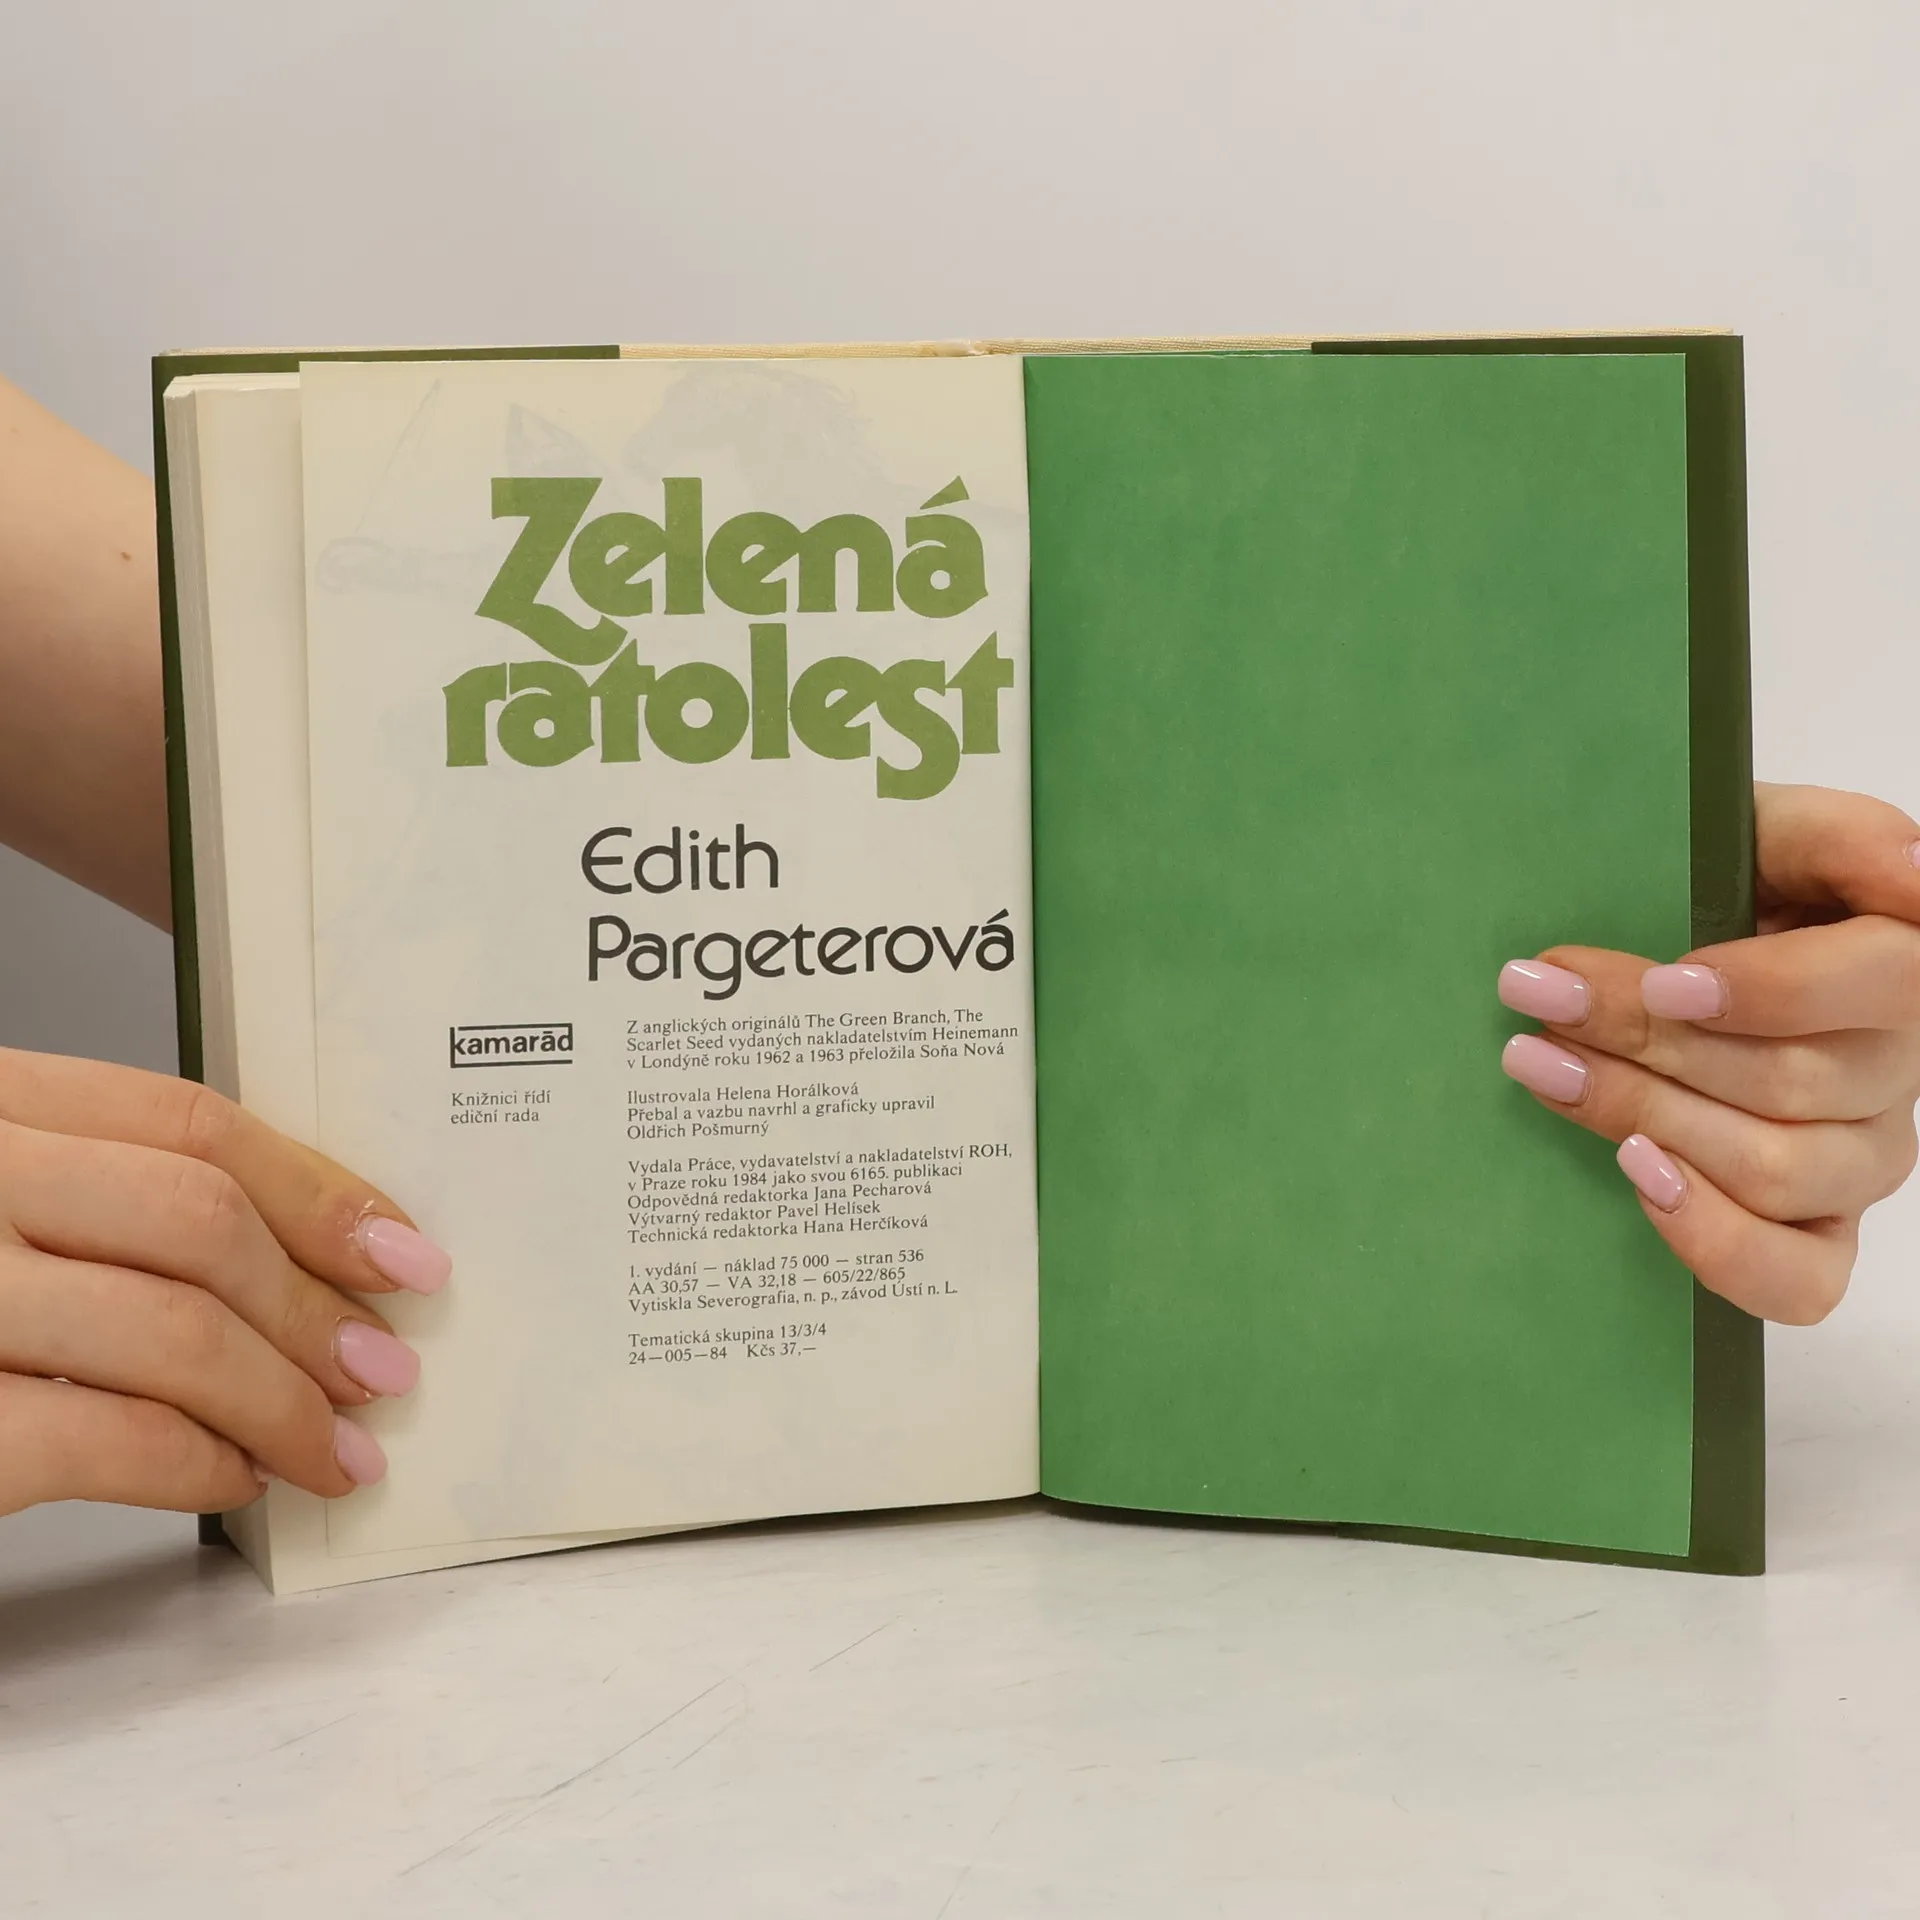 Zelená
ratolest
Edith
Pargeterová
kamarād
Knižnici řídí
ediční rada
Z anglických originálů The Green Branch, The
Scarlet Seed vydaných nakladatelstvím Heinemann
v Londýně roku 1962 a 1963 přeložila Soňa Nová
Ilustrovala Helena Horálková
Přebal a vazbu navrhl a graficky upravil
Oldřich Pošmurný
Vydala Práce, vydavatelství a nakladatelství ROH,
v Praze roku 1984 jako svou 6165. publikaci
Odpovědná redaktorka Jana Pecharová
Výtvarný redaktor Pavel Helísek
Technická redaktorka Hana Herčíková
1. vydání — náklad 75 000 — stran 536
AA 30,57 — VA 32,18 — 605/22/865
Vytiskla Severografia, n. p., závod Ústí n. L.
Tematická skupina 13/3/4
24—005—84 Kčs 37,—